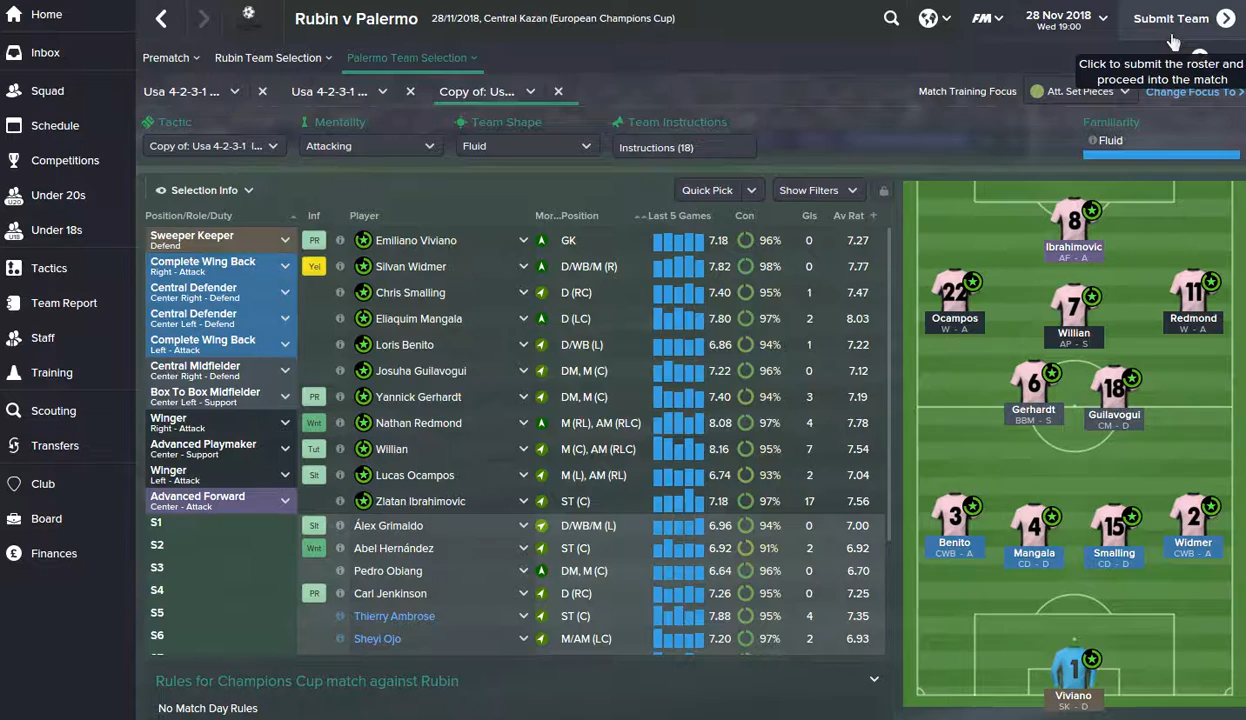 Home
Inbox
Squad
Schedule
Competitions
U20
Under 20s
U18
Under 18s
Tactics
Team Report
Staff
Training
Scouting
Transfers
Club
Board
Finances
Rubin v Palermo
28/11/2018, Central Kazan (European Champions Cup)
FM
28 Nov 2018
Wed 19:00
Submit Team
Click to submit the roster and
proceed into the match
Prematch
Rubin Team Selection
Palermo Team Selection
Usa 4-2-3-1 ...
Usa 4-2-3-1 ...
Copy of: Us...
Match Training Focus
Att. Set Pieces
Change Focus To >
Tactic
Mentality
Team Shape
Team Instructions
Familiarity
Copy of: Usa 4-2-3-1 I...
Attacking
Fluid
Instructions (18)
Fluid
Selection Info
Quick Pick
Show Filters
Position/Role/Duty Inf Player Mor... Position Last 5 Games Con Gls Av Rat
Sweeper Keeper
Defend
PR Emiliano Viviano GK 7.18 96% 0 7.27
Complete Wing Back
Right - Attack
Yel Silvan Widmer D/WB/M (R) 7.82 98% 0 7.77
Central Defender
Center Right - Defend
Chris Smalling D (RC) 7.40 95% 1 7.47
Central Defender
Center Left - Defend
Eliaquim Mangala D (LC) 7.80 97% 2 8.03
Complete Wing Back
Left - Attack
Loris Benito D/WB (L) 6.86 94% 1 7.22
Central Midfielder
Center Right - Defend
Josuha Guilavogui DM, M (C) 7.22 96% 0 7.12
Box To Box Midfielder
Center Left - Support
PR Yannick Gerhardt DM, M (C) 7.40 94% 3 7.19
Winger
Right - Attack
Wnt Nathan Redmond M (RL), AM (RLC) 8.08 97% 4 7.78
Advanced Playmaker
Center - Support
Tut Willian M (C), AM (RLC) 8.16 95% 7 7.54
Winger
Left - Attack
Slt Lucas Ocampos M (L), AM (RL) 6.74 93% 2 7.04
Advanced Forward
Center - Attack
Zlatan Ibrahimovic ST (C) 7.18 97% 17 7.56
S1 Slt Álex Grimaldo D/WB/M (L) 6.96 94% 0 7.00
S2 Wnt Abel Hernández ST (C) 6.92 91% 2 6.92
S3 Pedro Obiang DM, M (C) 6.64 96% 0 6.70
S4 PR Carl Jenkinson D (RC) 7.26 95% 0 7.25
S5 Thierry Ambrose ST (C) 7.88 95% 4 7.35
S6 Sheyi Ojo M/AM (LC) 7.20 97% 2 6.93
Rules for Champions Cup match against Rubin
No Match Day Rules
8
Ibrahimovic
AF - A
22
Ocampos
W - A
7
Willian
AP - S
11
Redmond
W - A
6
Gerhardt
BBM - S
18
Guilavogui
CM - D
3
Benito
CWB - A
4
Mangala
CD - D
15
Smalling
CD - D
2
Widmer
CWB - A
1
Viviano
SK - D